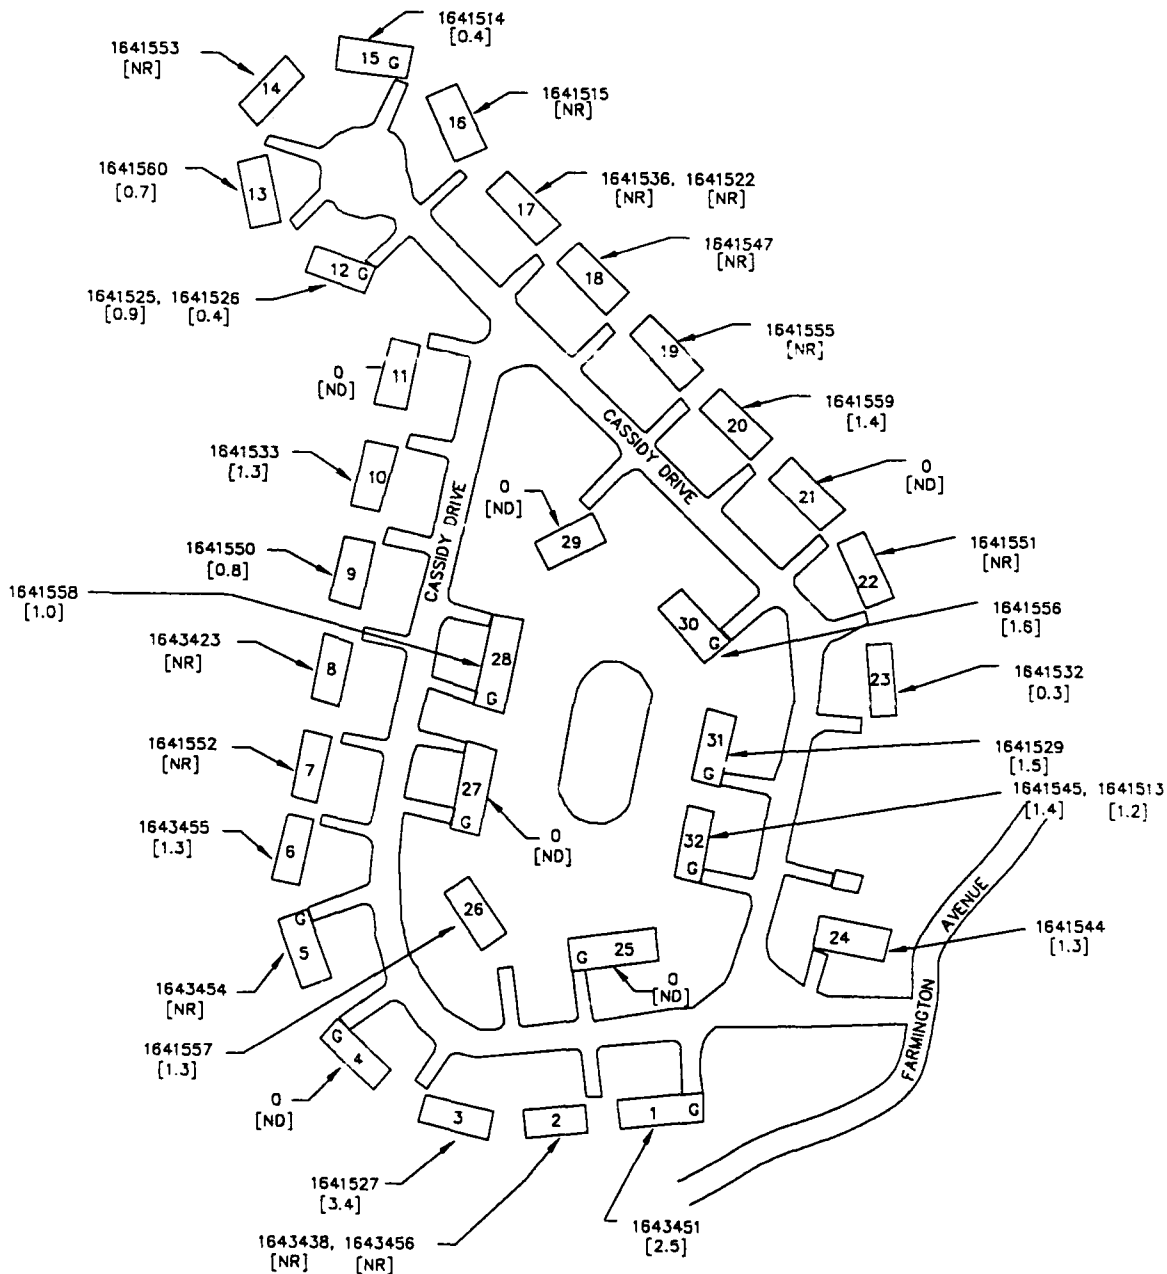 1641514
[0.4]
15 G
1641553
[NR]
14
1641515
[NR]
16
1641560
[0.7]
13
1641536, 1641522
[NR] [NR]
17
12 G
1641525, 1641526
[0.9] [0.4]
1641547
[NR]
18
1641555
[NR]
19
0
[ND]
11
1641559
[1.4]
20
CASSIDY DRIVE
1641533
[1.3]
10
0
[ND]
21
0
[ND]
29
CASSIDY DRIVE
1641550
[0.8]
9
1641551
[NR]
22
1641558
[1.0]
28
G
1641556
[1.6]
30
G
1643423
[NR]
8
1641532
[0.3]
23
1641552
[NR]
7
31
G
1641529
[1.5]
27
G
0
[ND]
1641545, 1641513
[1.4] [1.2]
32
G
1643455
[1.3]
6
26
G
5
1643454
[NR]
G 25
0
[ND]
24
1641544
[1.3]
FARMINGTON AVENUE
1641557
[1.3]
G
4
0
[ND]
3
2
1 G
1641527
[3.4]
1643438, 1643456
[NR] [NR]
1643451
[2.5]